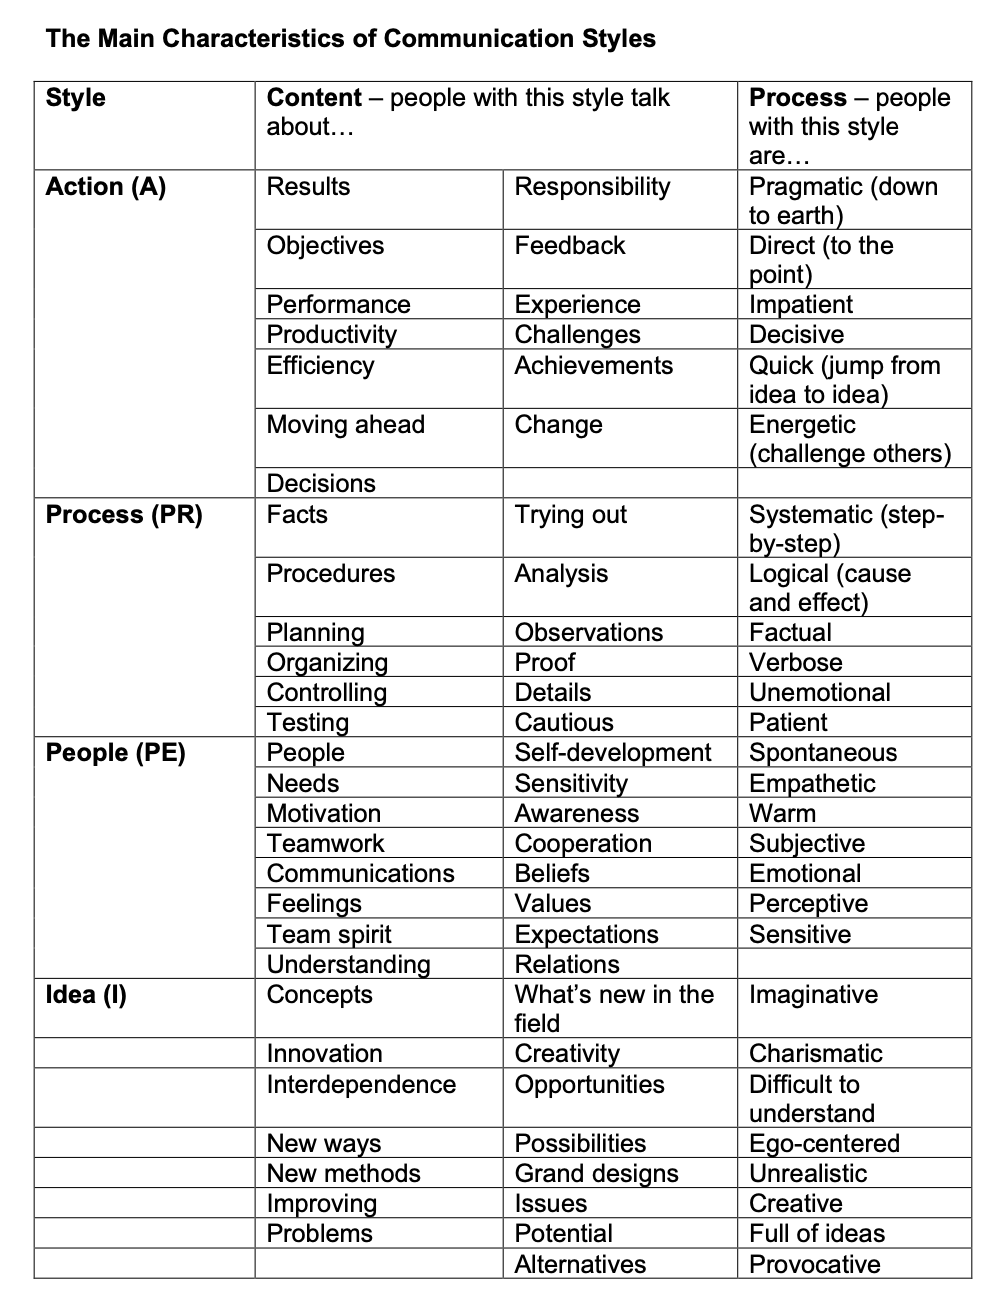 The Main Characteristics of Communication Styles
Style Content – people with this style talk about… Process – people with this style are…
Action (A) Results Responsibility Pragmatic (down to earth)
Objectives Feedback Direct (to the point)
Performance Experience Impatient
Productivity Challenges Decisive
Efficiency Achievements Quick (jump from idea to idea)
Moving ahead Change Energetic (challenge others)
Decisions
Process (PR) Facts Trying out Systematic (step-by-step)
Procedures Analysis Logical (cause and effect)
Planning Observations Factual
Organizing Proof Verbose
Controlling Details Unemotional
Testing Cautious Patient
People (PE) People Self-development Spontaneous
Needs Sensitivity Empathetic
Motivation Awareness Warm
Teamwork Cooperation Subjective
Communications Beliefs Emotional
Feelings Values Perceptive
Team spirit Expectations Sensitive
Understanding Relations
Idea (I) Concepts What’s new in the field Imaginative
Innovation Creativity Charismatic
Interdependence Opportunities Difficult to understand
New ways Possibilities Ego-centered
New methods Grand designs Unrealistic
Improving Issues Creative
Problems Potential Full of ideas
Alternatives Provocative